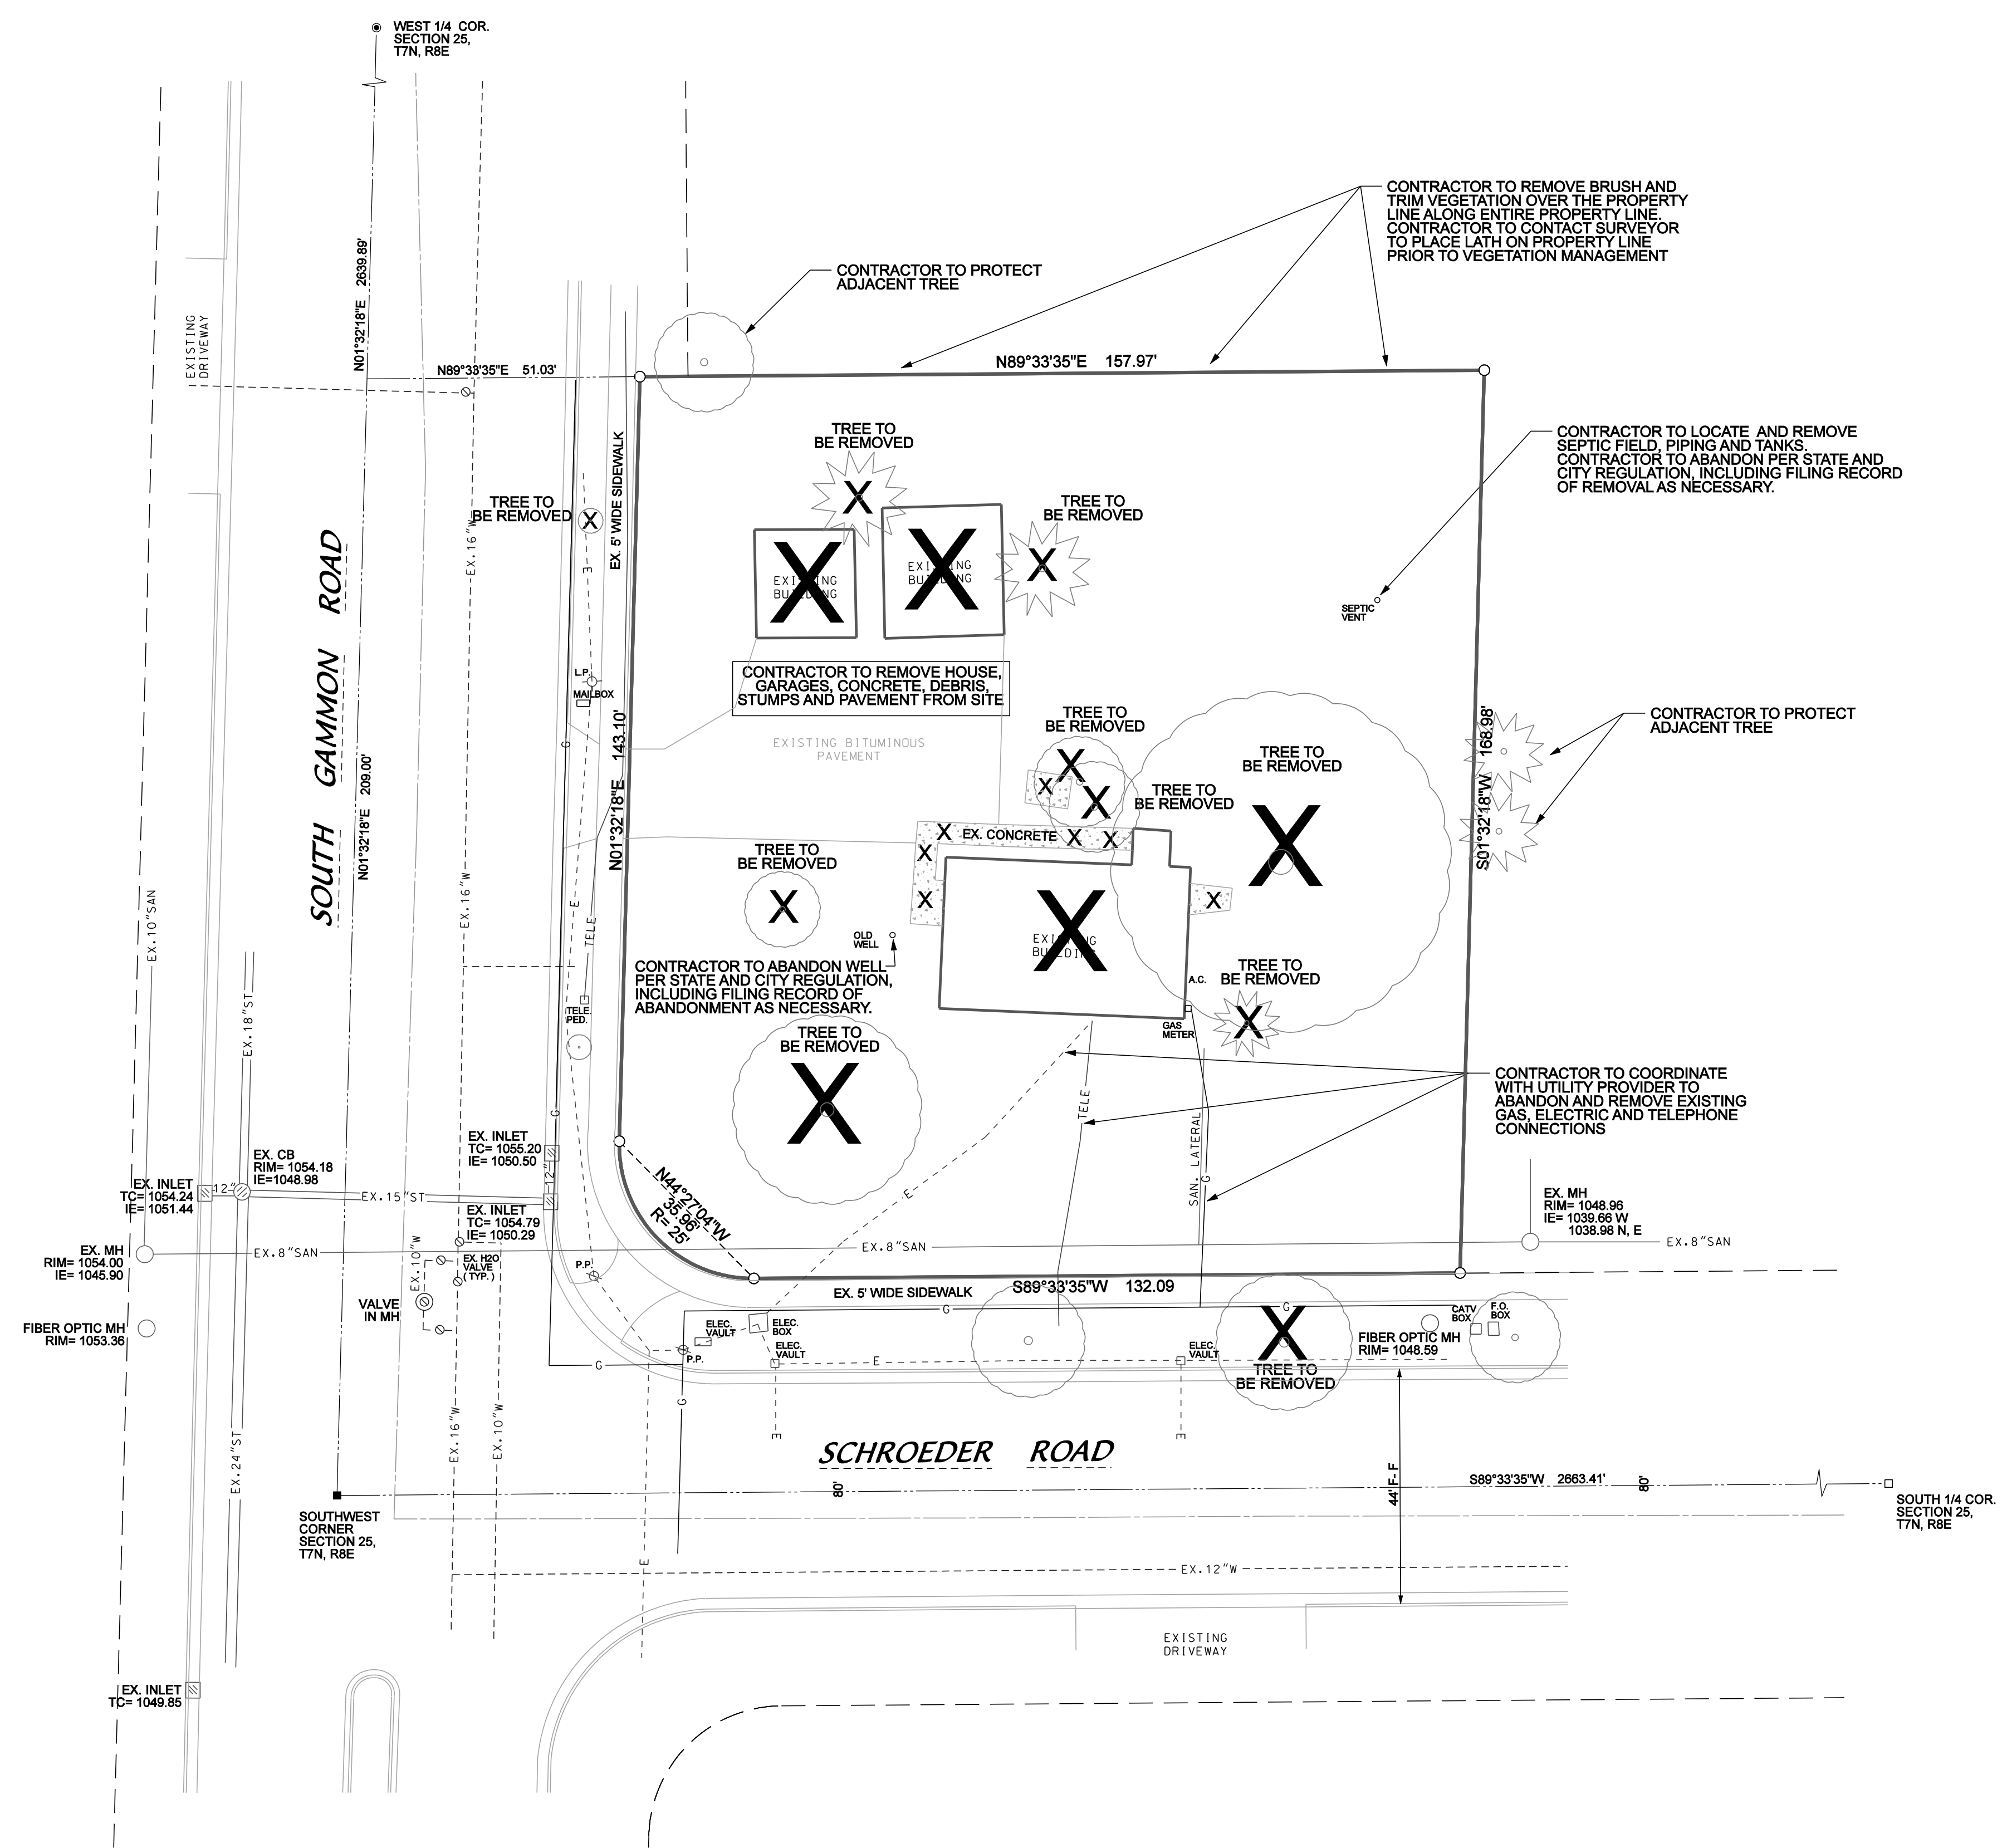 WEST 1/4 COR.
SECTION 25,
T7N, R8E
CONTRACTOR TO REMOVE BRUSH AND
TRIM VEGETATION OVER THE PROPERTY
LINE ALONG ENTIRE PROPERTY LINE.
CONTRACTOR TO CONTACT SURVEYOR
TO PLACE LATH ON PROPERTY LINE
PRIOR TO VEGETATION MANAGEMENT
CONTRACTOR TO PROTECT
ADJACENT TREE
N01°32'18"E 2639.89'
EXISTING
DRIVEWAY
N89°33'35"E 51.03'
N89°33'35"E 157.97'
TREE TO
BE REMOVED
X
CONTRACTOR TO LOCATE AND REMOVE
SEPTIC FIELD, PIPING AND TANKS.
CONTRACTOR TO ABANDON PER STATE AND
CITY REGULATION, INCLUDING FILING RECORD
OF REMOVAL AS NECESSARY.
EX. 5' WIDE SIDEWALK
TREE TO
BE REMOVED
X
TREE TO
BE REMOVED
X
EX.16"W
SOUTH GAMMON ROAD
EXISTING
BUILDING
X
EXISTING
BUILDING
X
E
SEPTIC
VENT
L.P.
MAILBOX
CONTRACTOR TO REMOVE HOUSE,
GARAGES, CONCRETE, DEBRIS,
STUMPS AND PAVEMENT FROM SITE
EXISTING BITUMINOUS
PAVEMENT
G
N01°32'18"E 143.10'
N01°32'18"E 209.00'
TREE TO
BE REMOVED
X
X
X
TREE TO
BE REMOVED
TREE TO
BE REMOVED
X
S01°32'18"W 168.98'
CONTRACTOR TO PROTECT
ADJACENT TREE
X
EX. CONCRETE
X
X
X
X
X
TREE TO
BE REMOVED
X
EX.16"W
EX.10"SAN
E
TELE
OLD
WELL
EXISTING
BUILDING
X
CONTRACTOR TO ABANDON WELL
PER STATE AND CITY REGULATION,
INCLUDING FILING RECORD OF
ABANDONMENT AS NECESSARY.
A.C.
TREE TO
BE REMOVED
X
GAS
METER
TELE.
PED.
EX.18"ST
TREE TO
BE REMOVED
X
TELE
SAN. LATERAL
G
CONTRACTOR TO COORDINATE
WITH UTILITY PROVIDER TO
ABANDON AND REMOVE EXISTING
GAS, ELECTRIC AND TELEPHONE
CONNECTIONS
G
EX. INLET
TC= 1055.20
IE= 1050.50
12"
EX. CB
RIM= 1054.18
IE=1048.98
EX. INLET
TC= 1054.24
IE= 1051.44
12"
EX.15"ST
EX. INLET
TC= 1054.79
IE= 1050.29
N44°27'04"W
35.96'
R= 25'
E
EX. MH
RIM= 1048.96
IE= 1039.66 W
1038.98 N, E
EX. MH
RIM= 1054.00
IE= 1045.90
EX.8"SAN
EX.8"SAN
EX.8"SAN
EX.10"W
EX. H2O
VALVE
( TYP. )
P.P.
VALVE
IN MH
FIBER OPTIC MH
RIM= 1053.36
EX. 5' WIDE SIDEWALK
S89°33'35"W 132.09
G
G
CATV
BOX
F.O.
BOX
ELEC.
VAULT
ELEC.
BOX
ELEC.
VAULT
P.P.
E
ELEC.
VAULT
X
TREE TO
BE REMOVED
FIBER OPTIC MH
RIM= 1048.59
G
G
E
E
EX.24"ST
EX.16"W
EX.10"W
SCHROEDER ROAD
80'
44' F-F
S89°33'35"W 2663.41'
80'
SOUTHWEST
CORNER
SECTION 25,
T7N, R8E
SOUTH 1/4 COR.
SECTION 25,
T7N, R8E
E
EX.12"W
EXISTING
DRIVEWAY
EX. INLET
TC= 1049.85